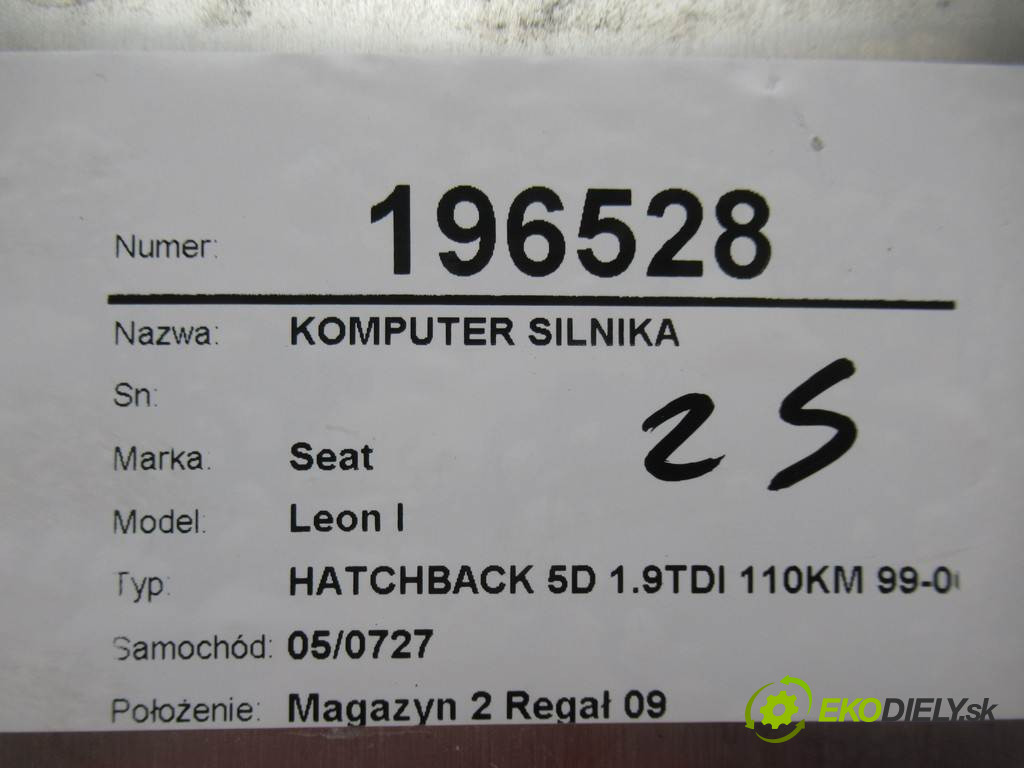 Numer: 196528
Nazwa: KOMPUTER SILNIKA
Sn:
25
Marka: Seat
Model: Leon I
Typ: HATCHBACK 5D 1.9TDI 110KM 99-0
Samochód: 05/0727
Położenie: Magazyn 2 Regał 09
EKODIELY.sk